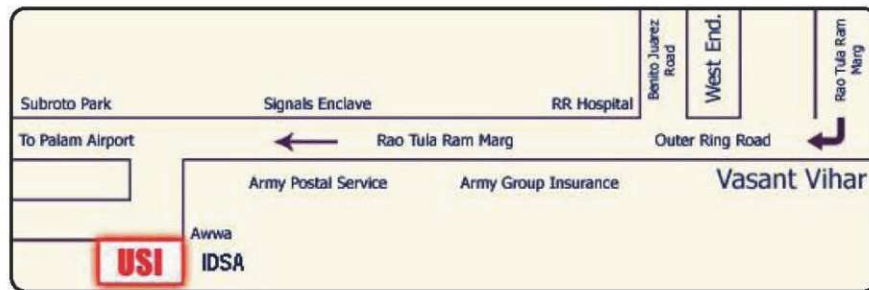 Benito Juarez
Road
West End.
Rao Tula Ram
Marg
Subroto Park
Signals Enclave
RR Hospital
To Palam Airport
Rao Tula Ram Marg
Outer Ring Road
Army Postal Service
Army Group Insurance
Vasant Vihar
Awwa
USI
IDSA